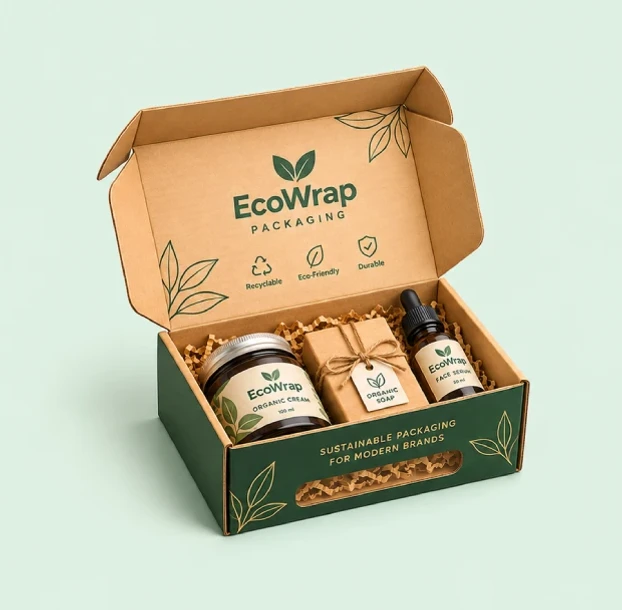 EcoWrap
PACKAGING
Recyclable
Eco-Friendly
Durable
EcoWrap
ORGANIC CREAM
100 ml
ORGANIC
SOAP
EcoWrap
FACE SERUM
30 ml
SUSTAINABLE PACKAGING
FOR MODERN BRANDS